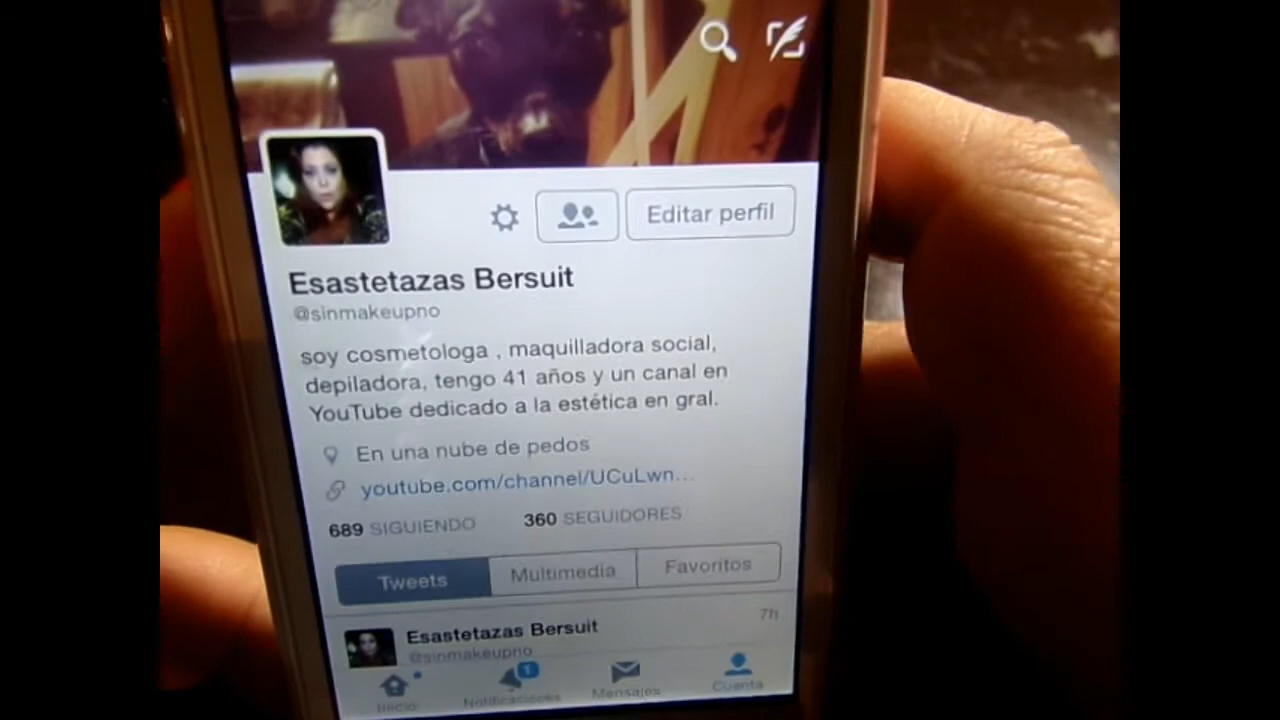 Editar perfil
Esastetazas Bersuit
@sinmakeupno
soy cosmetologa , maquilladora social,
depiladora, tengo 41 años y un canal en
YouTube dedicado a la estética en gral.
En una nube de pedos
youtube.com/channel/UCuLwn...
689 SIGUIENDO 360 SEGUIDORES
Tweets Multimedia Favoritos
Esastetazas Bersuit 7h
@sinmakeupno
1
Inicio Notificaciones Mensajes Cuenta